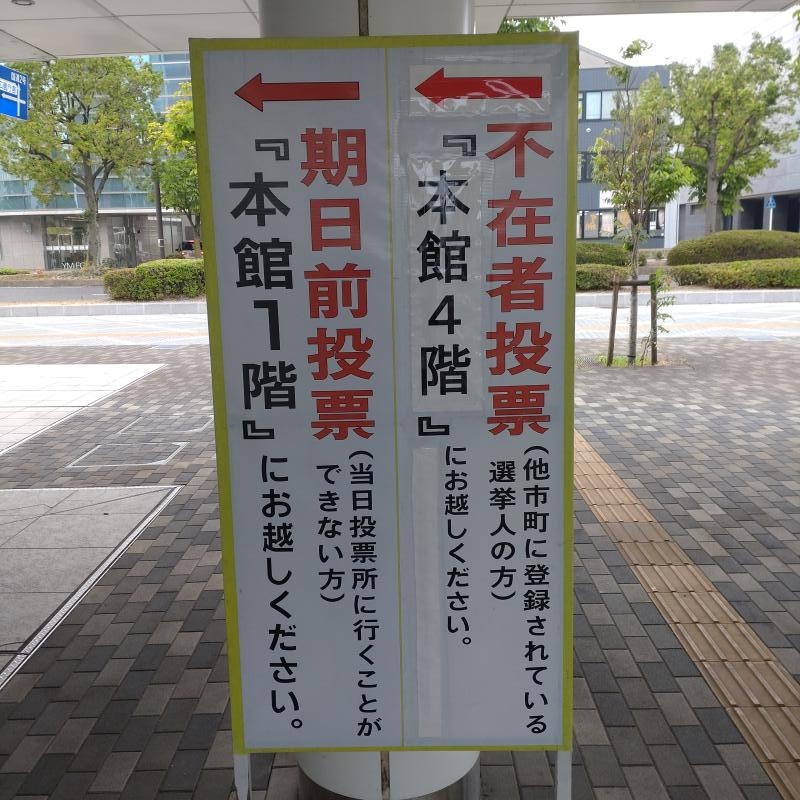 不在者投票
(他市町に登録されている
選挙人の方)
『本館4階』にお越しください。
期日前投票
(当日投票所に行くことが
できない方)
『本館1階』にお越しください。